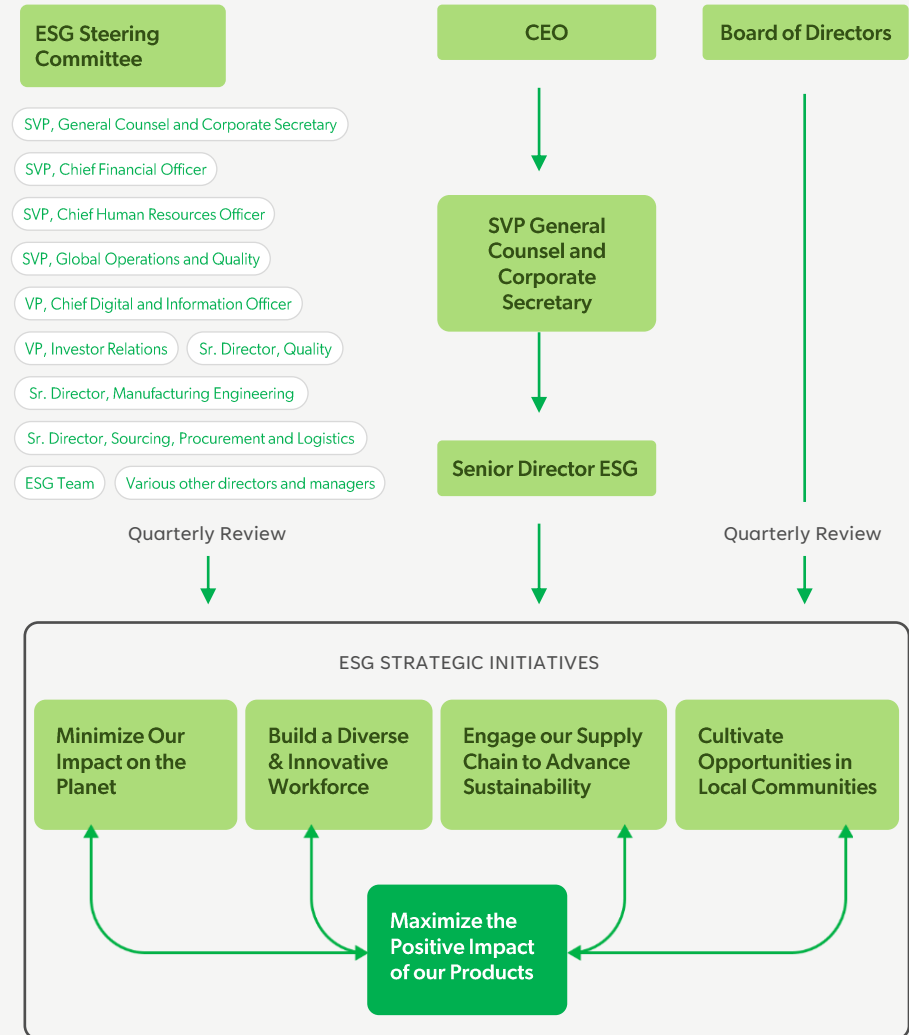 ESG Steering
Committee
SVP, General Counsel and Corporate Secretary
SVP, Chief Financial Officer
SVP, Chief Human Resources Officer
SVP, Global Operations and Quality
VP, Chief Digital and Information Officer
VP, Investor Relations
Sr. Director, Quality
Sr. Director, Manufacturing Engineering
Sr. Director, Sourcing, Procurement and Logistics
ESG Team
Various other directors and managers
Quarterly Review
CEO
SVP General
Counsel and
Corporate
Secretary
Senior Director ESG
Board of Directors
Quarterly Review
ESG STRATEGIC INITIATIVES
Minimize Our
Impact on the
Planet
Build a Diverse
& Innovative
Workforce
Engage our Supply
Chain to Advance
Sustainability
Cultivate
Opportunities in
Local Communities
Maximize the
Positive Impact
of our Products